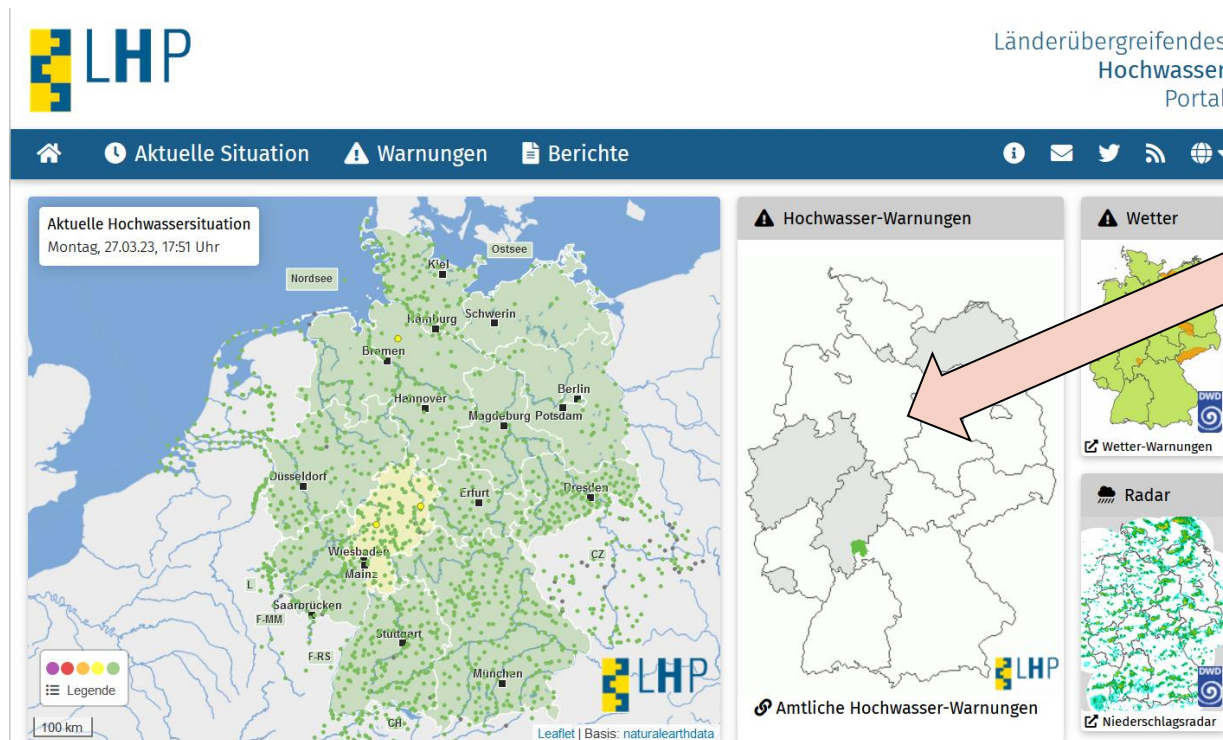 LHP
Länderübergreifendes
Hochwasser
Portal
Aktuelle Situation
Warnungen
Berichte
Aktuelle Hochwassersituation
Montag, 27.03.23, 17:51 Uhr
Nordsee
Ostsee
Kiel
Hamburg
Schwerin
Bremen
Berlin
Hannover
Magdeburg
Potsdam
Düsseldorf
Erfurt
Dresden
Wiesbaden
Mainz
CZ
L
Saarbrücken
F-MM
Stuttgart
F-RS
München
CH
LHP
Legende
100 km
Leaflet | Basis: naturalearthdata
Hochwasser-Warnungen
LHP
Amtliche Hochwasser-Warnungen
Wetter
DWD
Wetter-Warnungen
Radar
DWD
Niederschlagsradar